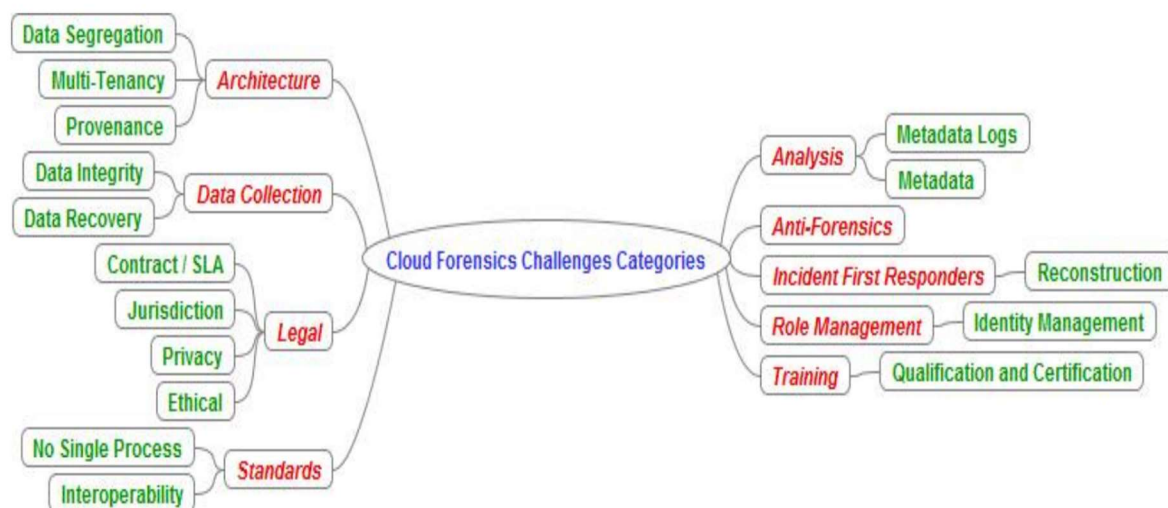 Data Segregation
Multi-Tenancy
Provenance
Architecture
Data Integrity
Data Recovery
Data Collection
Contract / SLA
Jurisdiction
Privacy
Ethical
Legal
No Single Process
Interoperability
Standards
Cloud Forensics Challenges Categories
Analysis
Metadata Logs
Metadata
Anti-Forensics
Incident First Responders
Reconstruction
Role Management
Identity Management
Training
Qualification and Certification